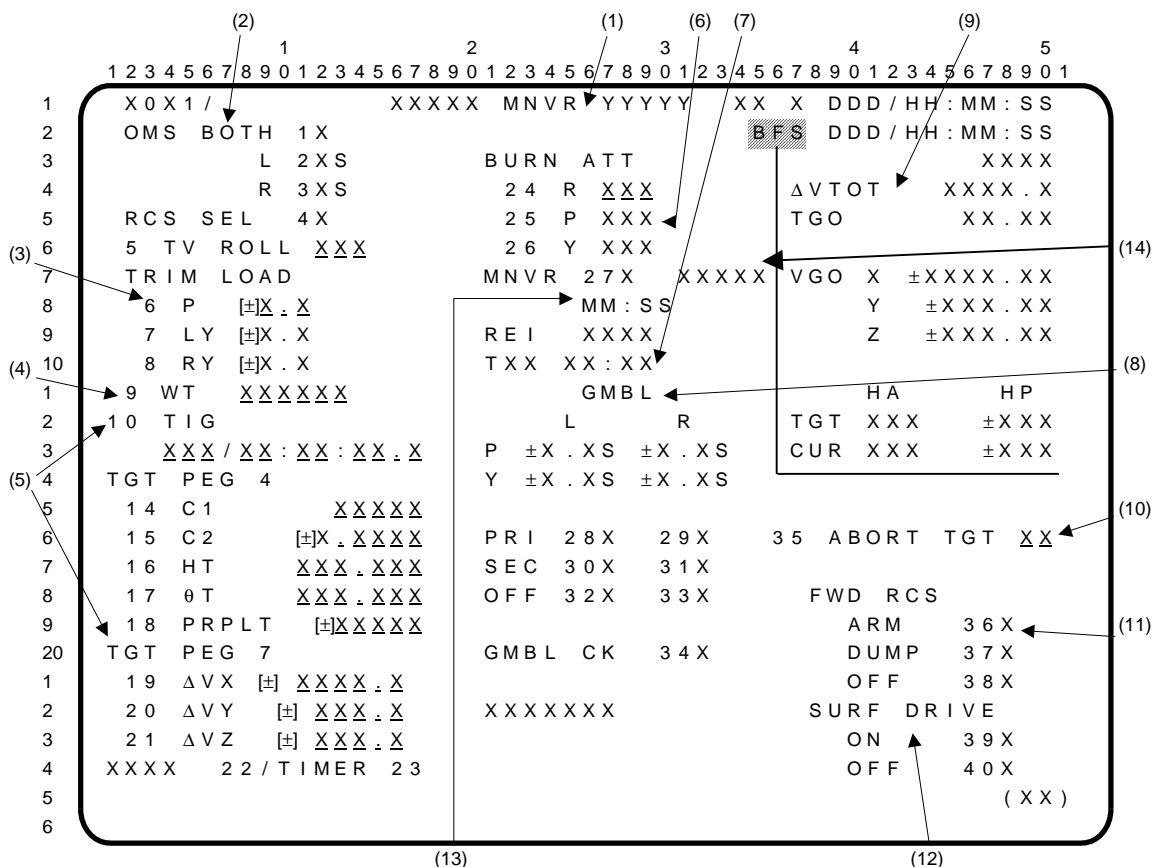 (2) (1) (6) (7) (9)
1 2 3 4 5
1 2 3 4 5 6 7 8 9 0 1 2 3 4 5 6 7 8 9 0 1 2 3 4 5 6 7 8 9 0 1 2 3 4 5 6 7 8 9 0 1 2 3 4 5 6 7 8 9 0 1
1 X0X1/ XXXXX MNVR YYYYY XX X DDD/HH:MM:SS
2 OMS BOTH 1X BFS DDD/HH:MM:SS
3 L 2XS BURN ATT XXXX
4 R 3XS 24 R XXX ΔVTOT XXXX.X
5 RCS SEL 4X 25 P XXX TGO XX.XX
6 5 TV ROLL XXX 26 Y XXX
(3) (14)
7 TRIM LOAD MNVR 27X XXXXX VGO X ±XXXX.XX
8 6 P [±]X.X MM:SS Y ±XXX.XX
9 7 LY [±]X.X REI XXXX Z ±XXX.XX
10 8 RY [±]X.X TXX XX:XX
(4) (8)
1 9 WT XXXXXX GMBL HA HP
2 10 TIG L R TGT XXX ±XXX
3 XXX/XX:XX:XX.X P ±X.XS ±X.XS CUR XXX ±XXX
(5) 4 TGT PEG 4 Y ±X.XS ±X.XS
5 14 C1 XXXXX
(10)
6 15 C2 [±]X.XXXX PRI 28X 29X 35 ABORT TGT XX
7 16 HT XXX.XXX SEC 30X 31X
8 17 θT XXX.XXX OFF 32X 33X FWD RCS
9 18 PRPLT [±]XXXXX ARM 36X (11)
20 TGT PEG 7 GMBL CK 34X DUMP 37X
1 19 ΔVX [±] XXXX.X OFF 38X
2 20 ΔVY [±] XXX.X XXXXXXX SURF DRIVE
3 21 ΔVZ [±] XXX.X ON 39X
4 XXXX 22/TIMER 23 OFF 40X
5 (XX)
6
(13) (12)